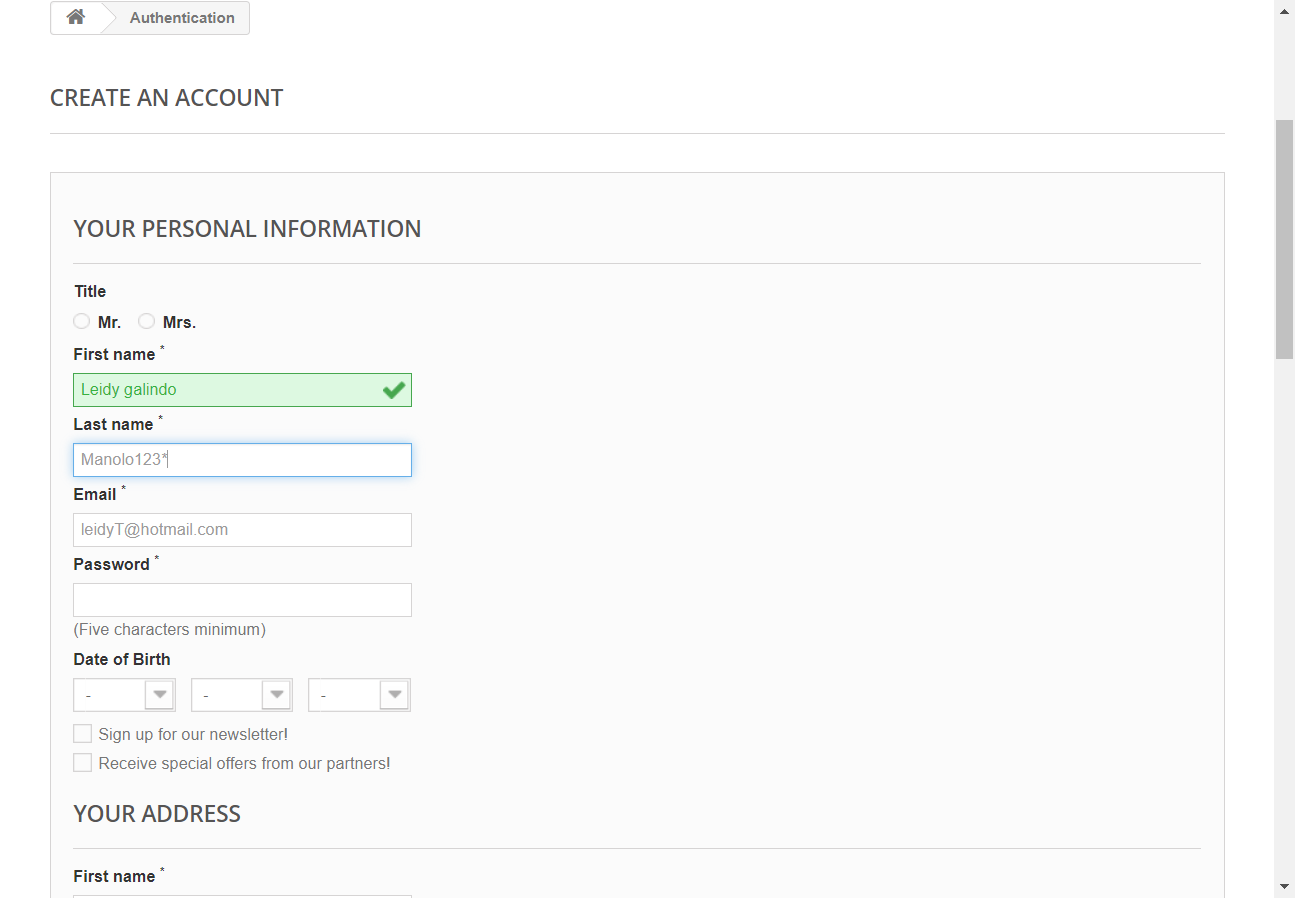 Authentication
CREATE AN ACCOUNT
YOUR PERSONAL INFORMATION
Title
Mr. Mrs.
First name *
Leidy galindo
Last name *
Manolo123*
Email *
leidyT@hotmail.com
Password *
(Five characters minimum)
Date of Birth
- - -
Sign up for our newsletter!
Receive special offers from our partners!
YOUR ADDRESS
First name *